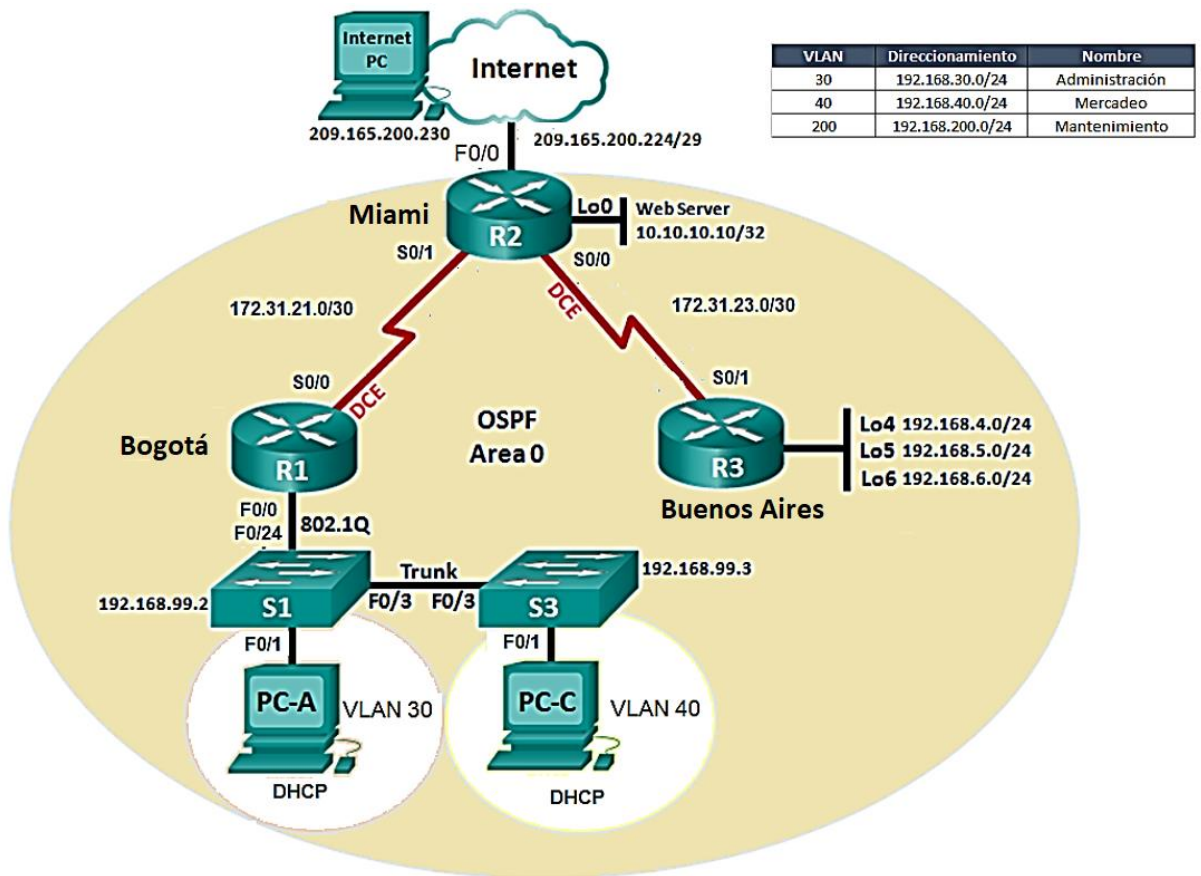 Internet
PC
Internet
209.165.200.230
209.165.200.224/29
F0/0
VLAN Direccionamiento Nombre
30 192.168.30.0/24 Administración
40 192.168.40.0/24 Mercadeo
200 192.168.200.0/24 Mantenimiento
Miami
R2
Lo0
Web Server
10.10.10.10/32
S0/1
S0/0
DCE
172.31.21.0/30
172.31.23.0/30
S0/0
DCE
S0/1
Bogotá
R1
OSPF
Area 0
R3
Buenos Aires
Lo4 192.168.4.0/24
Lo5 192.168.5.0/24
Lo6 192.168.6.0/24
F0/0
F0/24
802.1Q
192.168.99.2
S1
Trunk
F0/3 F0/3
S3
192.168.99.3
F0/1
F0/1
PC-A
VLAN 30
DHCP
PC-C
VLAN 40
DHCP